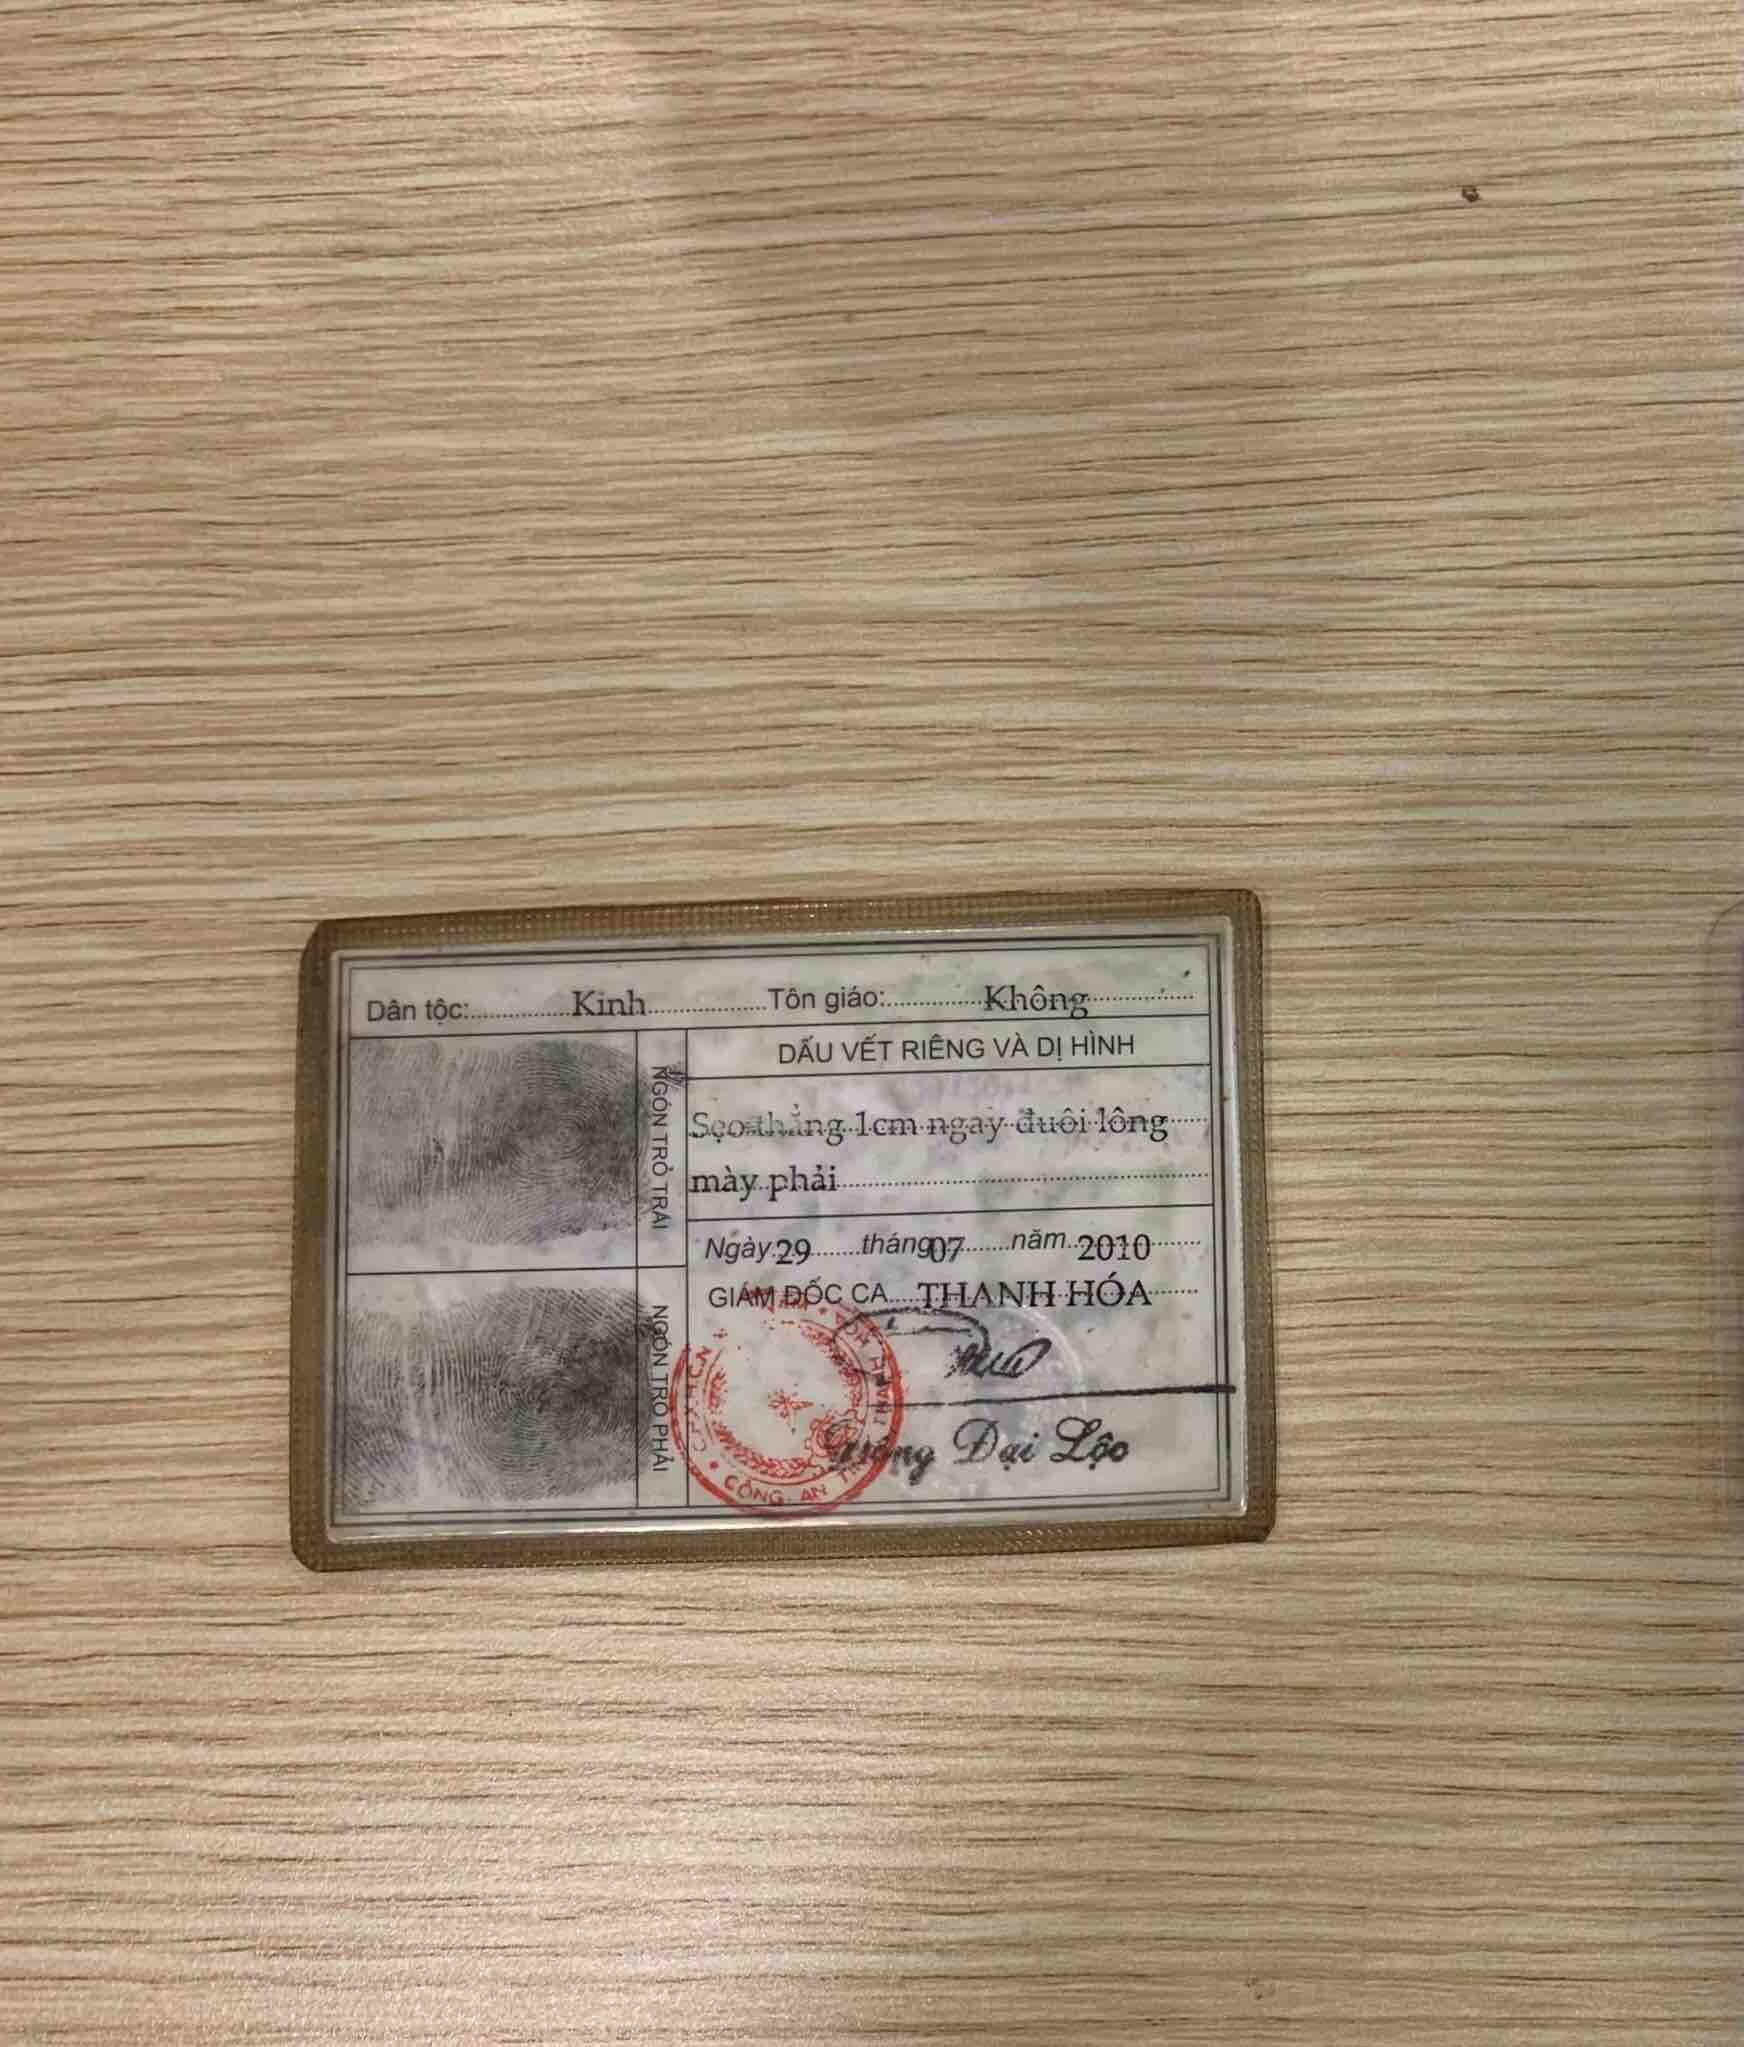 Dân tộc: Kinh Tôn giáo: Không
NGÓN TRỎ TRÁI
DẤU VẾT RIÊNG VÀ DỊ HÌNH
Sẹo thẳng 1cm ngay đuôi lông
mày phải
Ngày 29 tháng 07 năm 2010
GIÁM ĐỐC CA THANH HÓA
NGÓN TRỎ PHẢI
CÔNG AN
Đại Lộc